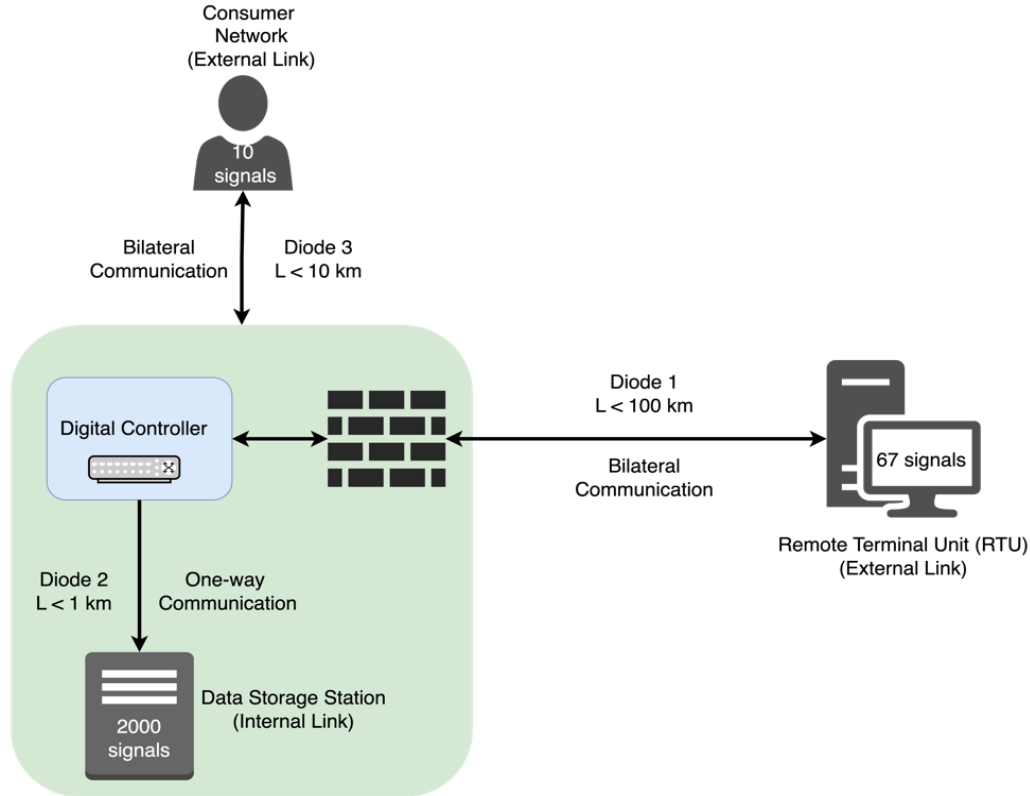 Consumer
Network
(External Link)
10
signals
Bilateral
Communication
Diode 3
L < 10 km
Digital Controller
Diode 1
L < 100 km
Bilateral
Communication
67 signals
Remote Terminal Unit (RTU)
(External Link)
Diode 2
L < 1 km
One-way
Communication
Data Storage Station
(Internal Link)
2000
signals